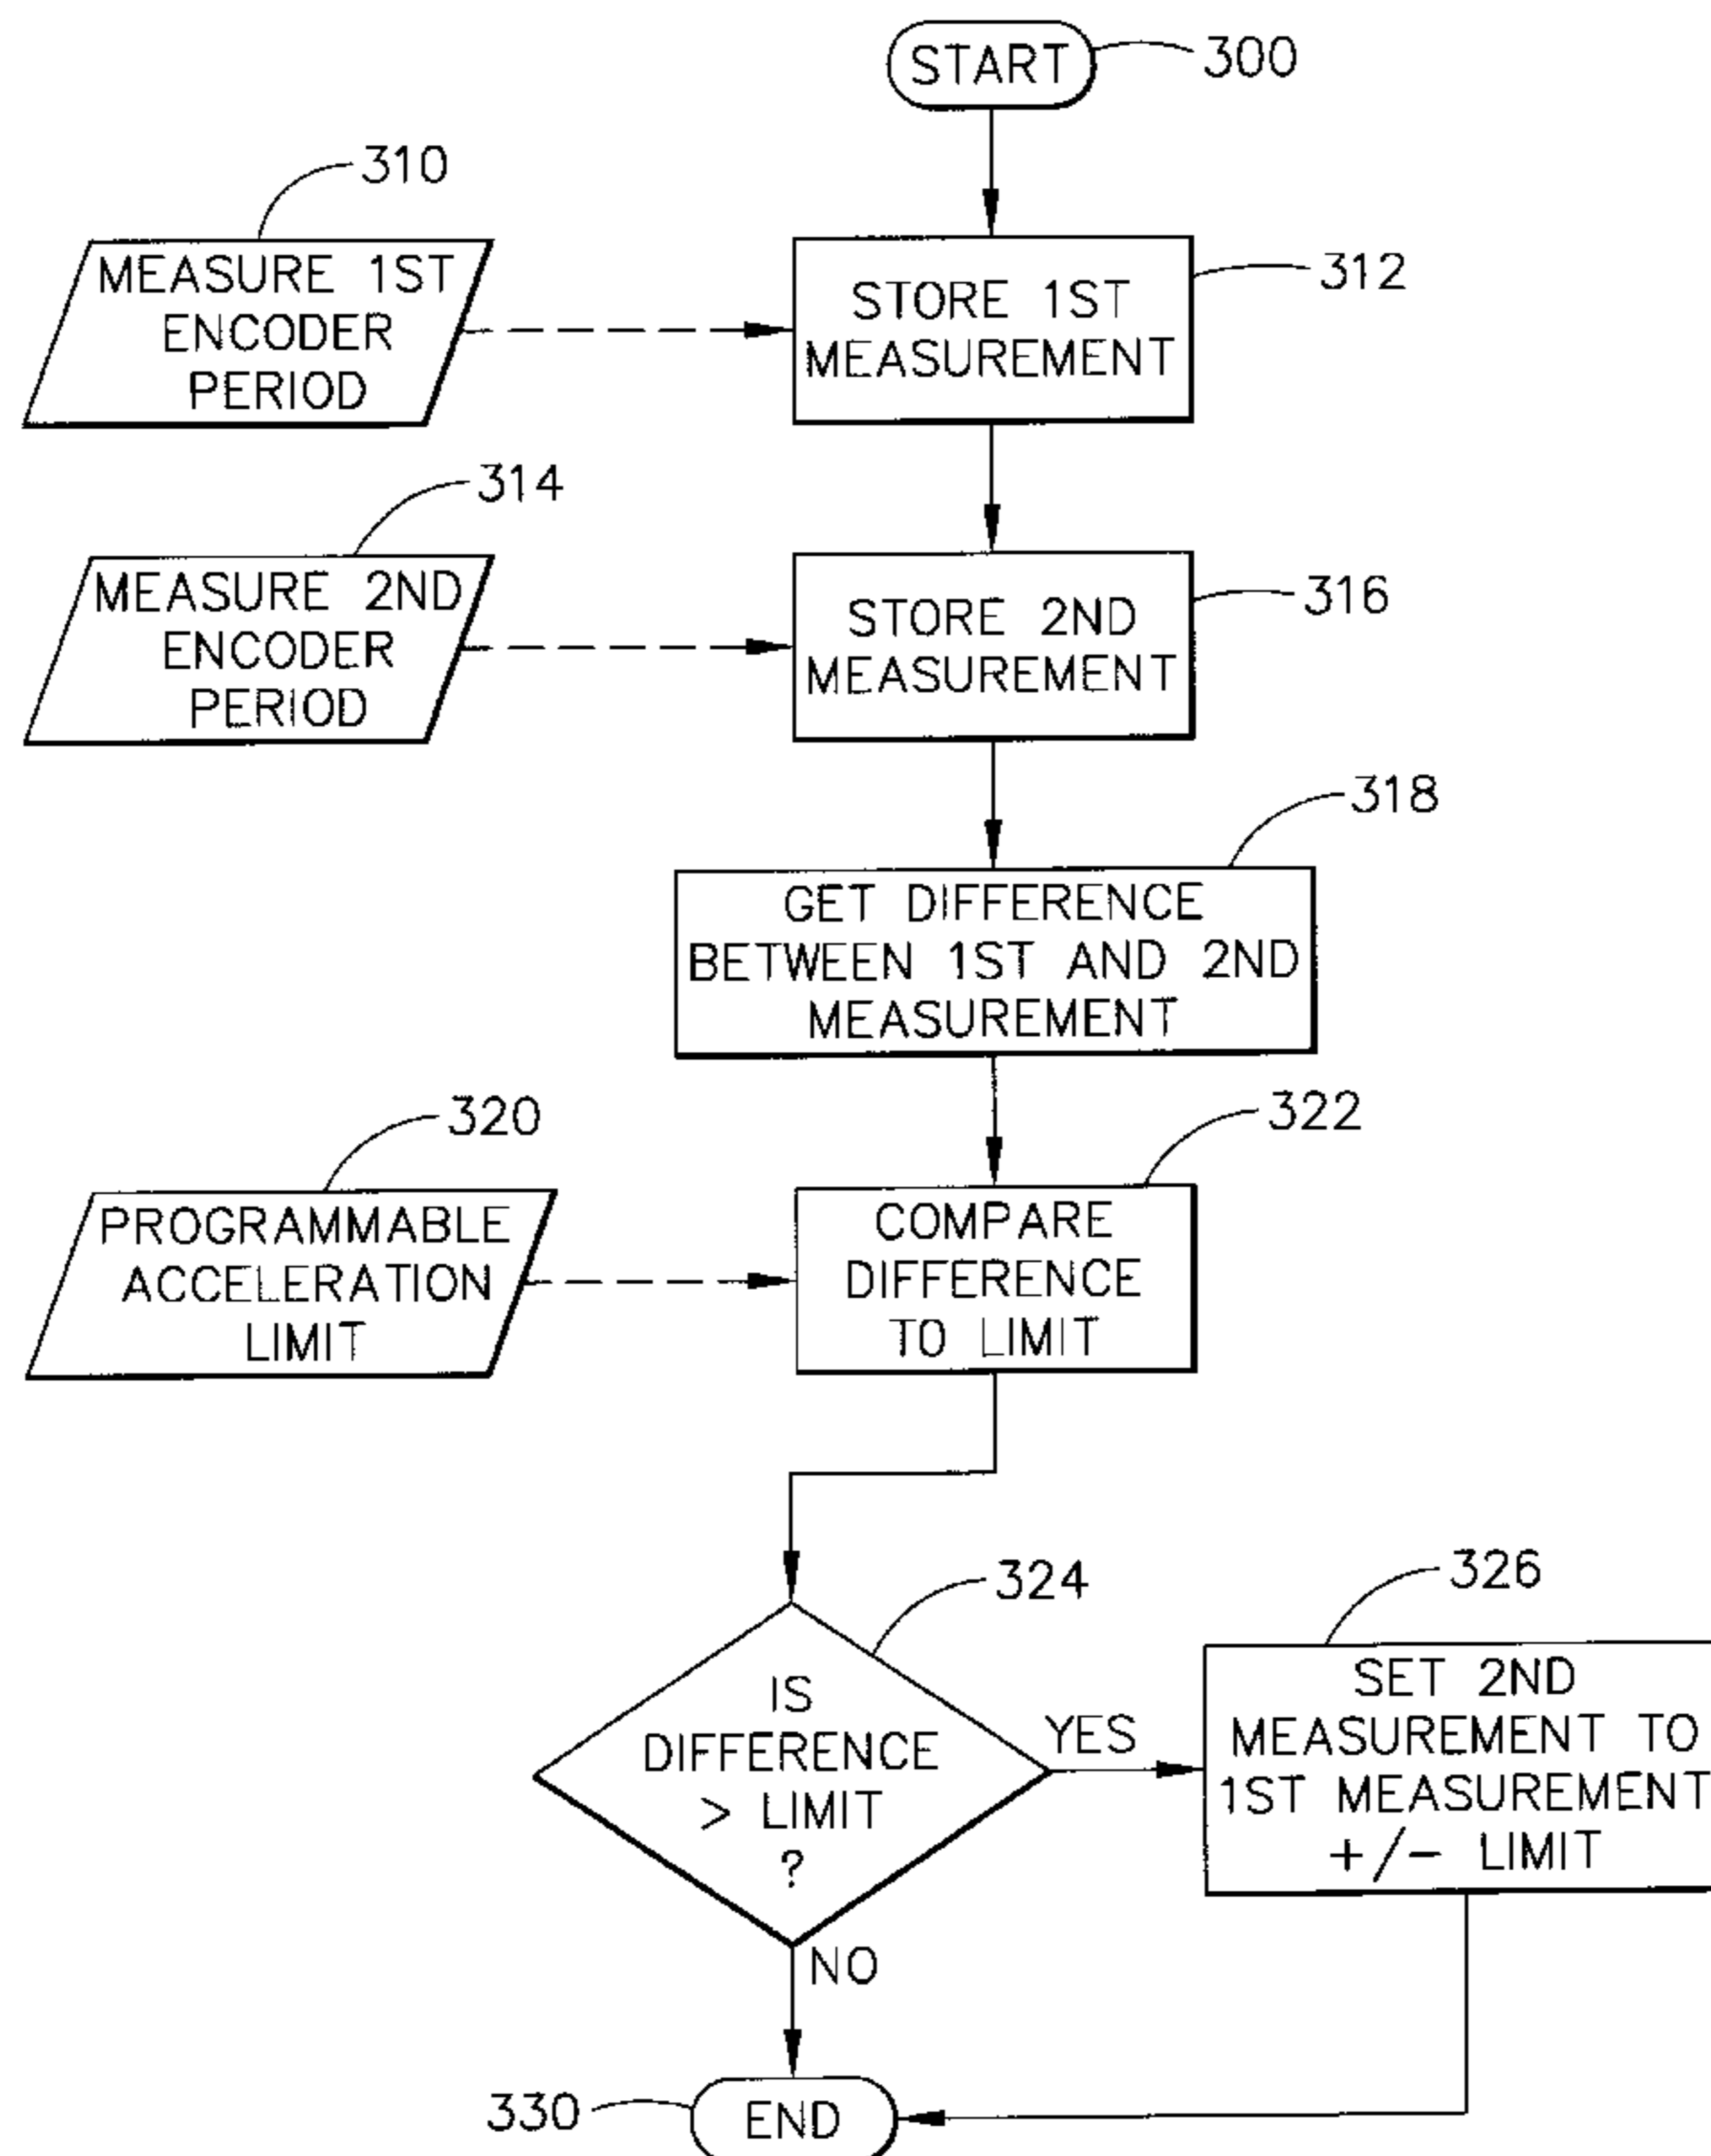 START
300
310
MEASURE 1ST
ENCODER
PERIOD
312
STORE 1ST
MEASUREMENT
314
MEASURE 2ND
ENCODER
PERIOD
316
STORE 2ND
MEASUREMENT
318
GET DIFFERENCE
BETWEEN 1ST AND 2ND
MEASUREMENT
320
PROGRAMMABLE
ACCELERATION
LIMIT
322
COMPARE
DIFFERENCE
TO LIMIT
324
IS
DIFFERENCE
> LIMIT
?
YES
326
SET 2ND
MEASUREMENT TO
1ST MEASUREMENT
+/- LIMIT
NO
330
END